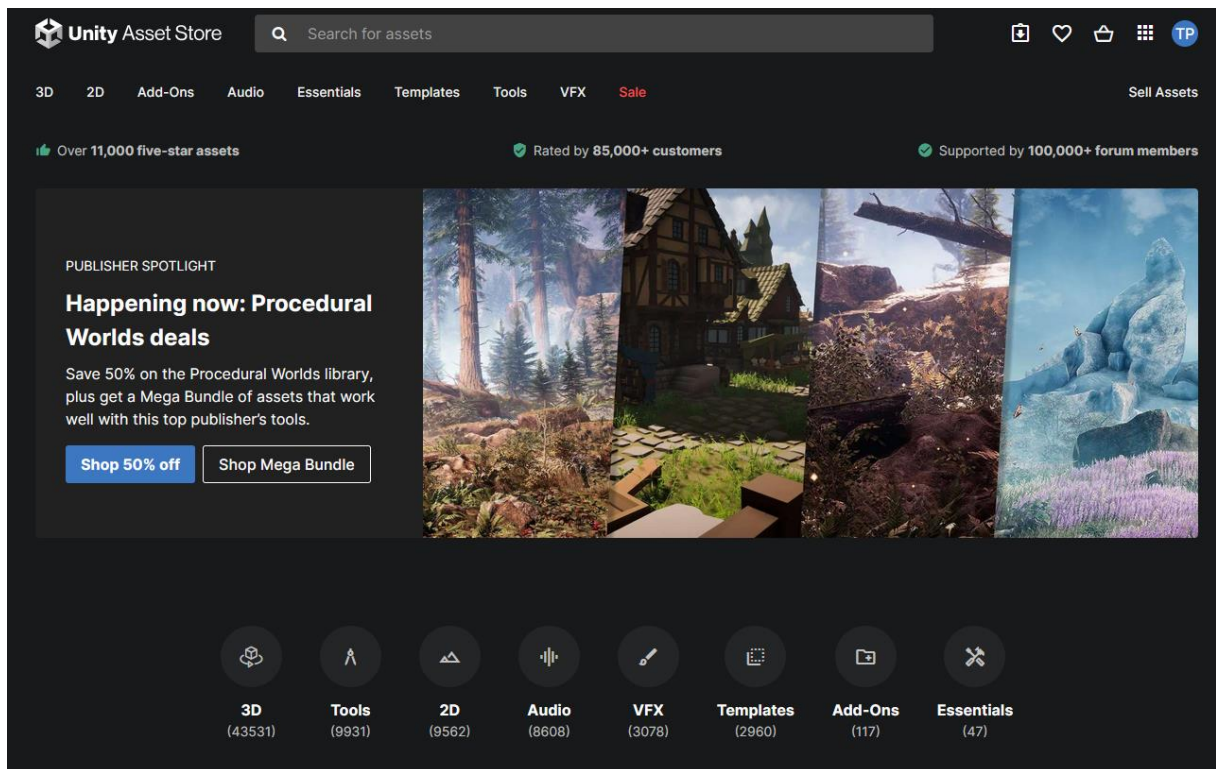 Unity Asset Store
Search for assets
TP
3D 2D Add-Ons Audio Essentials Templates Tools VFX Sale Sell Assets
Over 11,000 five-star assets
Rated by 85,000+ customers
Supported by 100,000+ forum members
PUBLISHER SPOTLIGHT
Happening now: Procedural
Worlds deals
Save 50% on the Procedural Worlds library,
plus get a Mega Bundle of assets that work
well with this top publisher's tools.
Shop 50% off
Shop Mega Bundle
3D Tools 2D Audio VFX Templates Add-Ons Essentials
(43531) (9931) (9562) (8608) (3078) (2960) (117) (47)